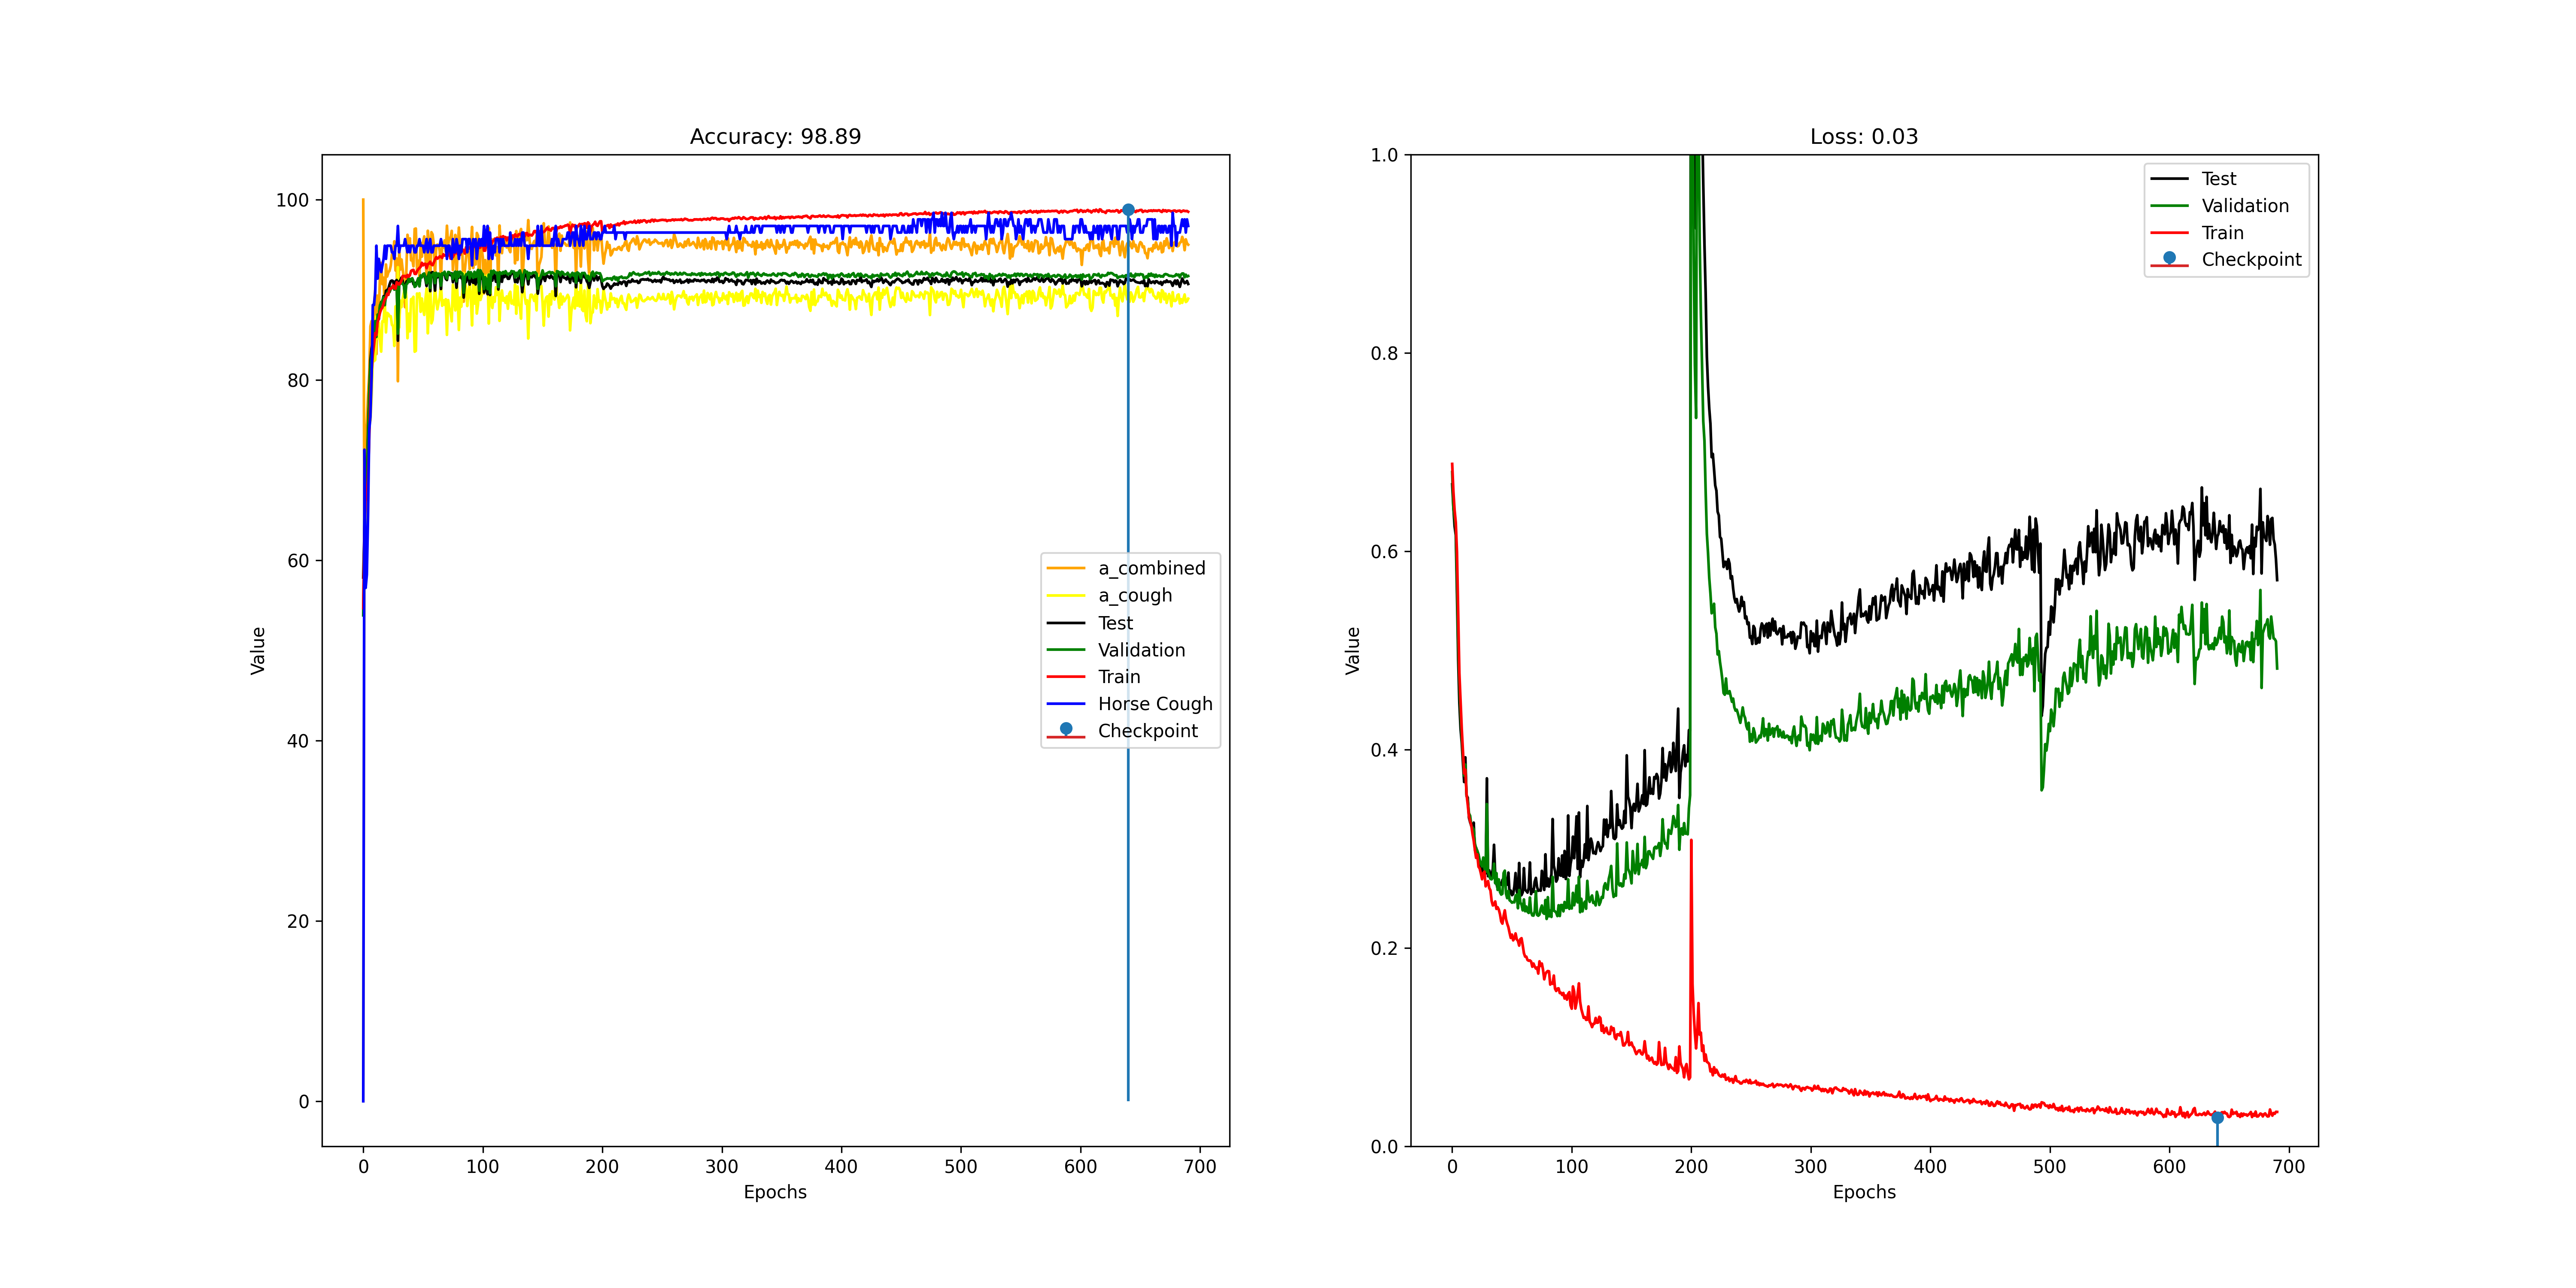 Accuracy: 98.89
100
80
60
40
20
0
Value
a_combined
a_cough
Test
Validation
Train
Horse Cough
Checkpoint
0 100 200 300 400 500 600 700
Epochs
Loss: 0.03
1.0
0.8
0.6
0.4
0.2
0.0
Value
Test
Validation
Train
Checkpoint
0 100 200 300 400 500 600 700
Epochs